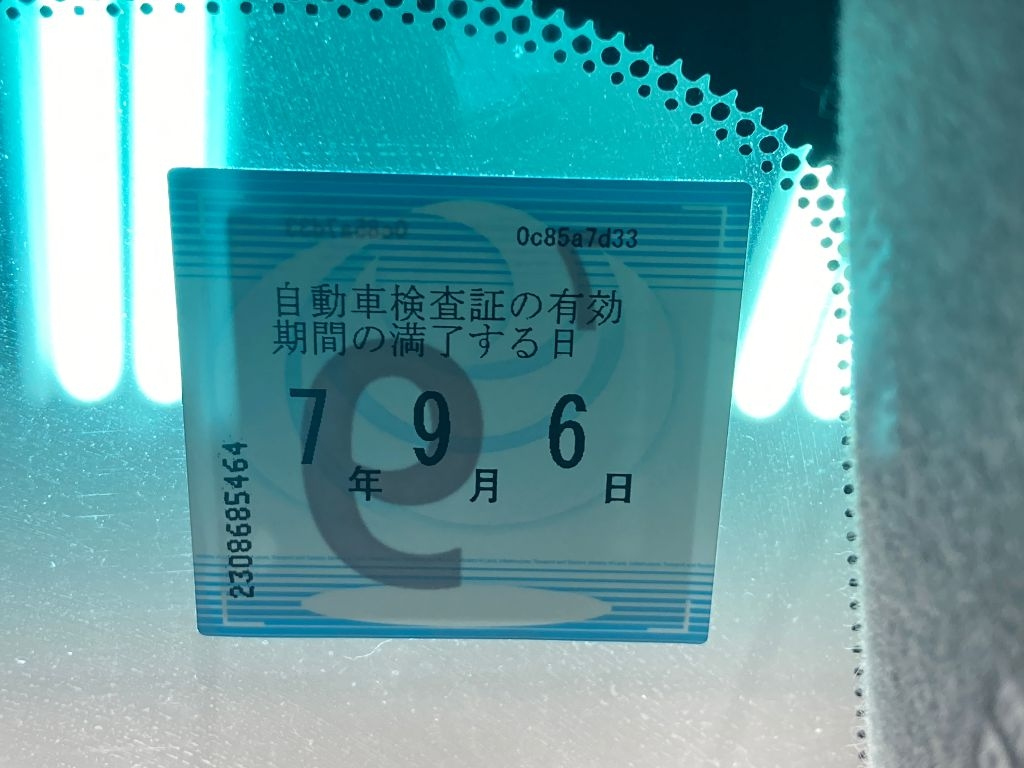 0c85a7d33
自動車検査証の有効
期間の満了する日
7年 9月 6日
2308685464